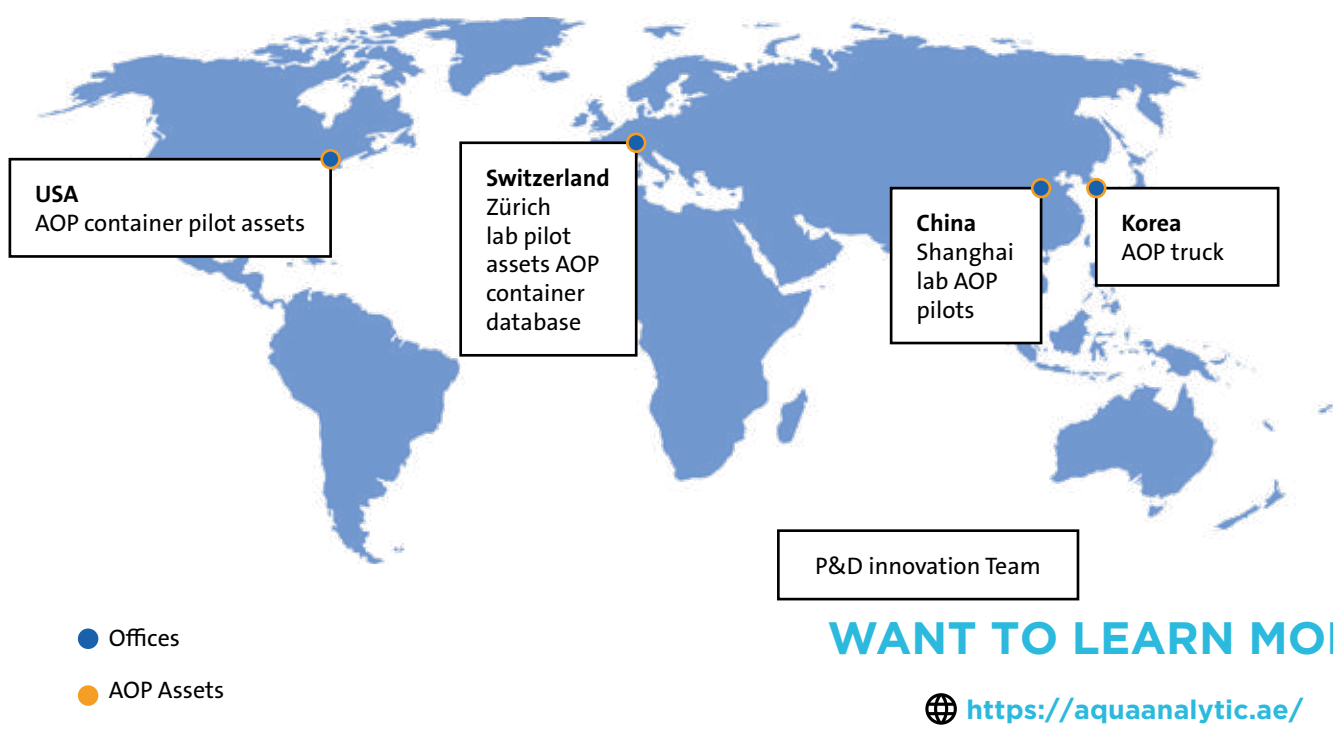 USA
AOP container pilot assets
Switzerland
Zürich
lab pilot
assets AOP
container
database
China
Shanghai
lab AOP
pilots
Korea
AOP truck
P&D innovation Team
Offices
AOP Assets
WANT TO LEARN
https://aquaanalytic.ae/